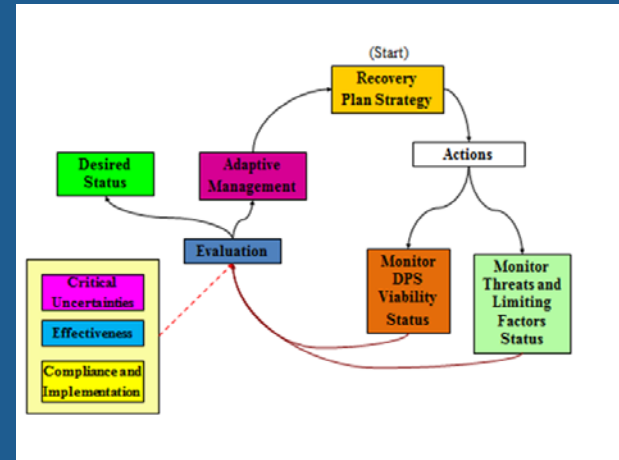 (Start)
Recovery
Plan Strategy
Actions
Desired
Status
Adaptive
Management
Evaluation
Monitor
DPS
Viability
Status
Monitor
Threats and
Limiting
Factors
Status
Critical
Uncertainties
Effectiveness
Compliance and
Implementation